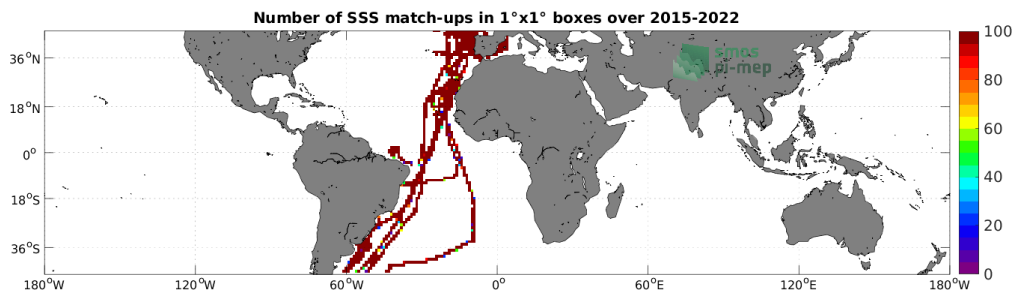 Number of SSS match-ups in 1°x1° boxes over 2015-2022
smos
pi-mep
36°N
18°N
0°
18°S
36°S
180°W
120°W
60°W
0°
60°E
120°E
180°W
100
80
60
40
20
0